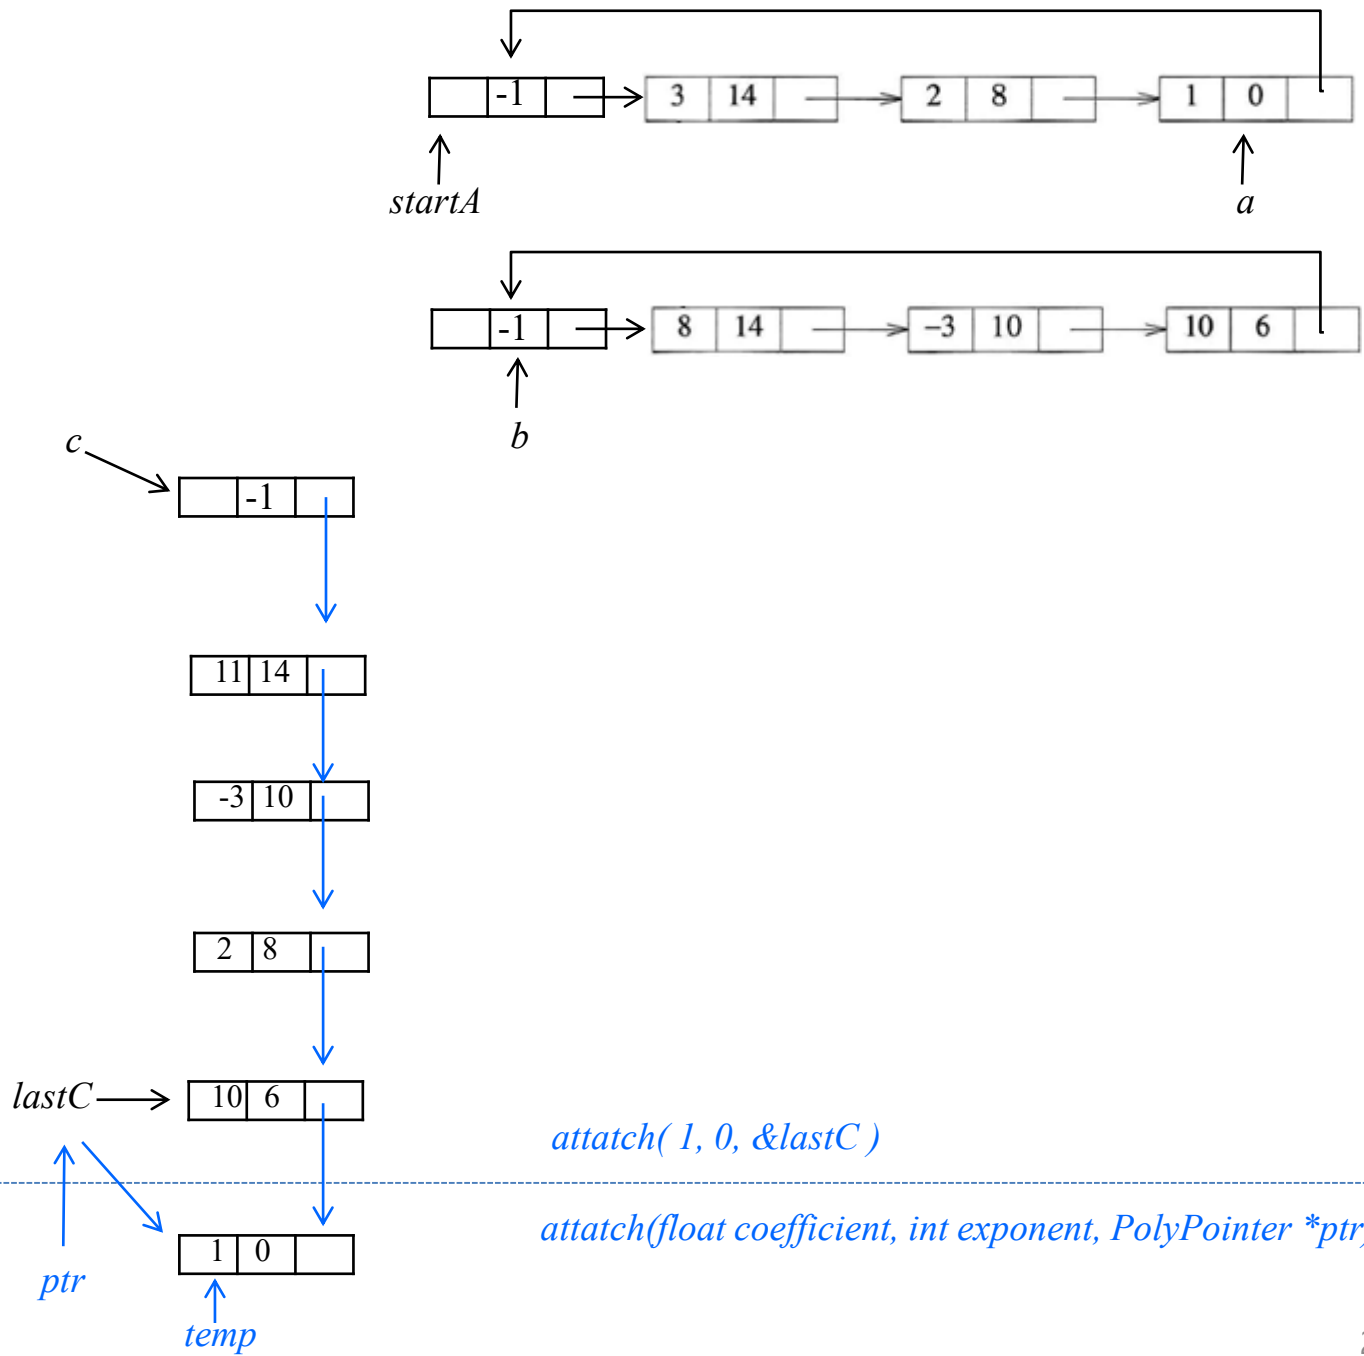 -1 3 14 2 8 1 0
startA a
-1 8 14 −3 10 10 6
b
c
-1
11 14
-3 10
2 8
lastC 10 6
attatch( 1, 0, &lastC )
attatch(float coefficient, int exponent, PolyPointer *ptr)
1 0
ptr
temp